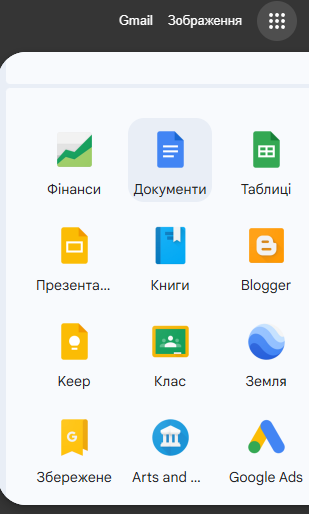 Gmail Зображення
Фінанси Документи Таблиці
Презента... Книги Blogger
Keep Клас Земля
G
Збережене Arts and ... Google Ads